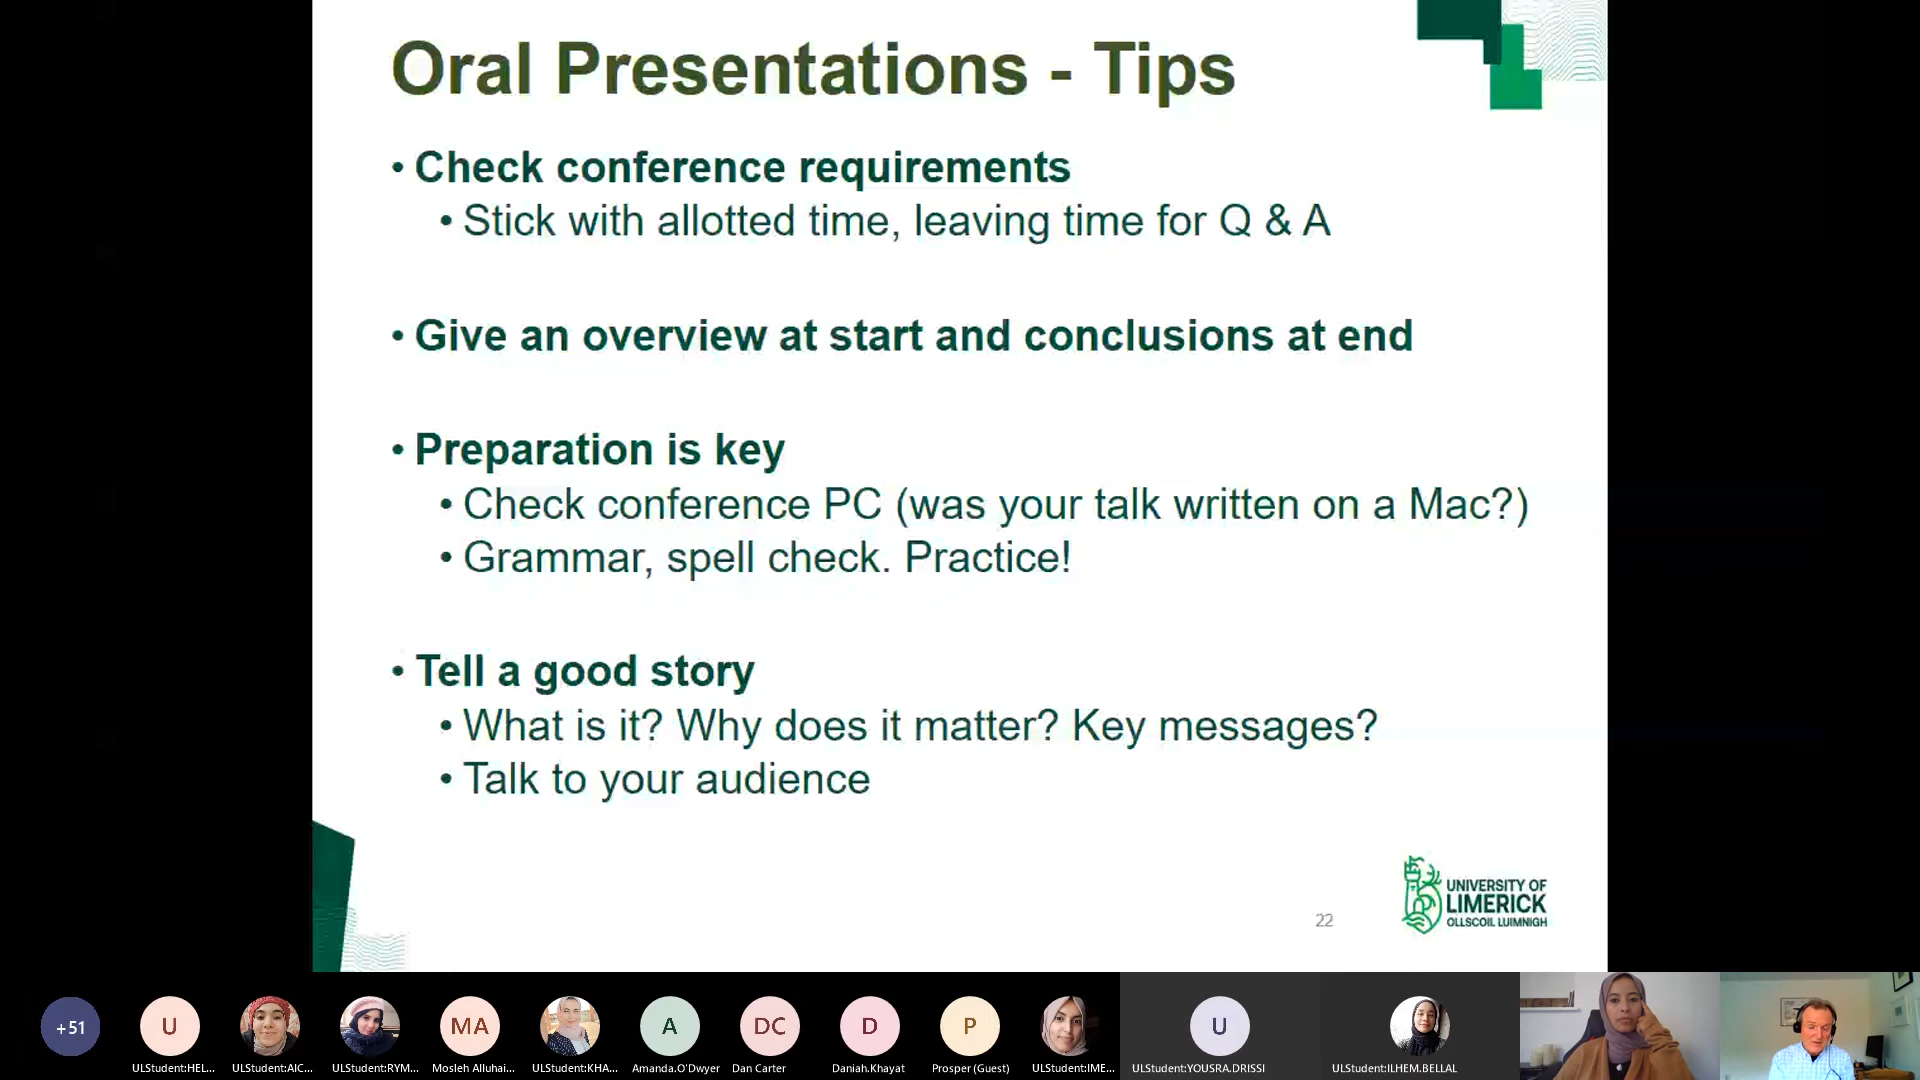 Oral Presentations - Tips
• Check conference requirements
• Stick with allotted time, leaving time for Q & A
• Give an overview at start and conclusions at end
• Preparation is key
• Check conference PC (was your talk written on a Mac?)
• Grammar, spell check. Practice!
• Tell a good story
• What is it? Why does it matter? Key messages?
• Talk to your audience
22
UNIVERSITY OF
LIMERICK
OLLSCOIL LUIMNIGH
+51
U
MA
A
DC
D
P
U
ULStudent:HEL...
ULStudent:AIC...
ULStudent:RYM...
Mosleh Alluhai...
ULStudent:KHA...
Amanda.O'Dwyer
Dan Carter
Daniah.Khayat
Prosper (Guest)
ULStudent:IME...
ULStudent:YOUSRA.DRISSI
ULStudent:ILHEM.BELLAL